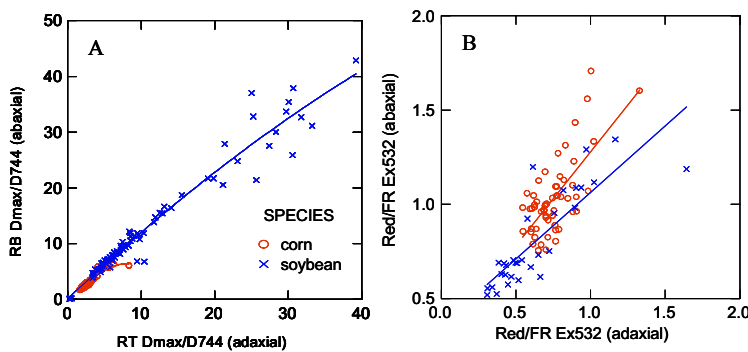 A
RB Dmax/D744 (abaxial)
50
40
30
20
10
0
SPECIES
corn
soybean
0 10 20 30 40
RT Dmax/D744 (adaxial)
B
Red/FR Ex532 (abaxial)
2.0
1.5
1.0
0.5
0.0 0.5 1.0 1.5 2.0
Red/FR Ex532 (adaxial)